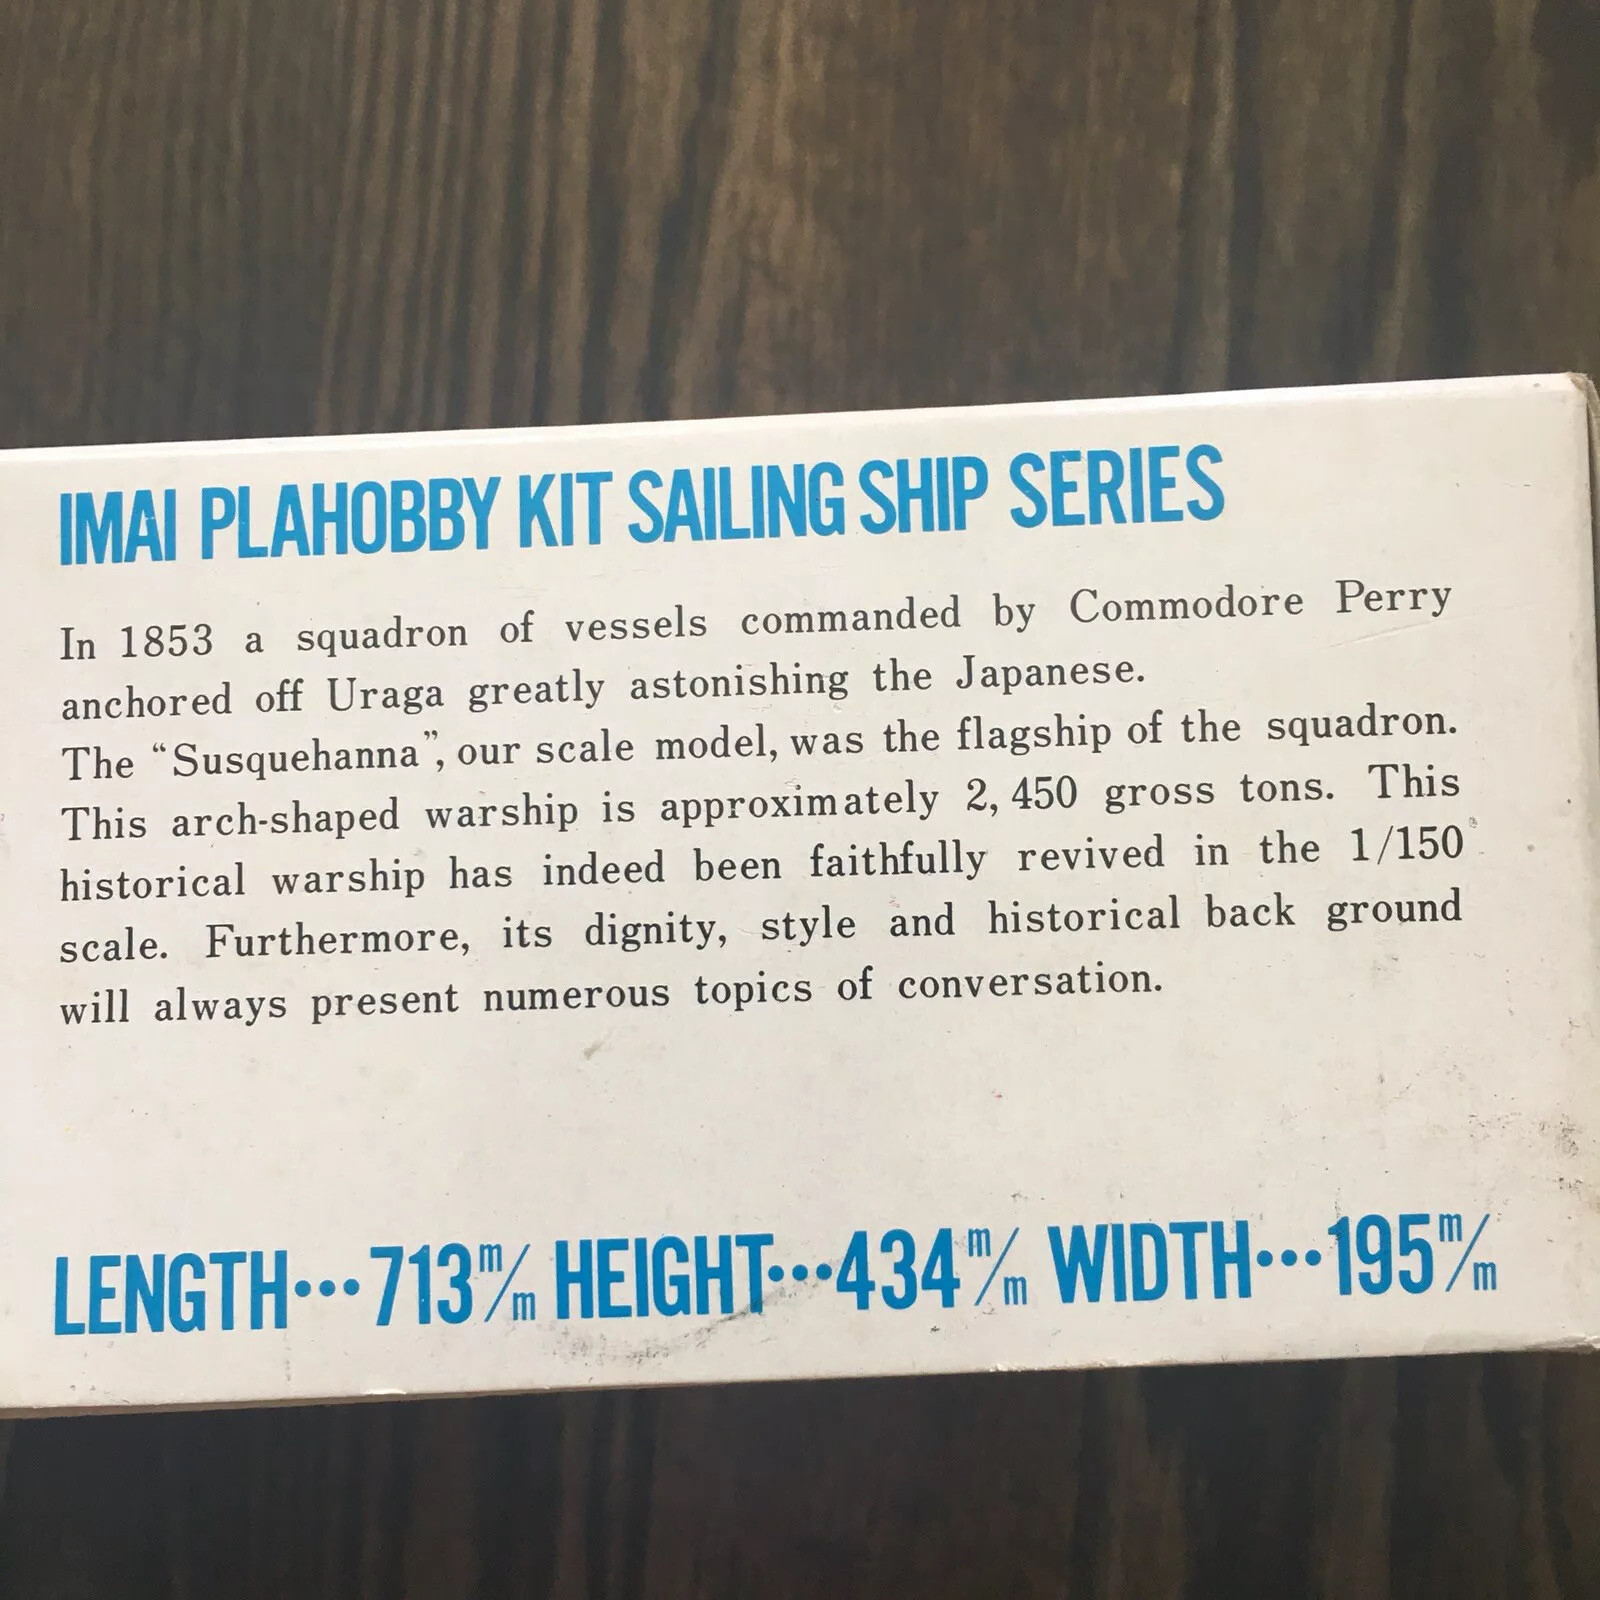 IMAI PLAHOBBY KIT SAILING SHIP SERIES
In 1853 a squadron of vessels commanded by Commodore Perry
anchored off Uraga greatly astonishing the Japanese.
The “Susquehanna”, our scale model, was the flagship of the squadron.
This arch-shaped warship is approximately 2, 450 gross tons. This
historical warship has indeed been faithfully revived in the 1/150
scale. Furthermore, its dignity, style and historical back ground
will always present numerous topics of conversation.
LENGTH···713m/m HEIGHT···434m/m WIDTH···195m/m